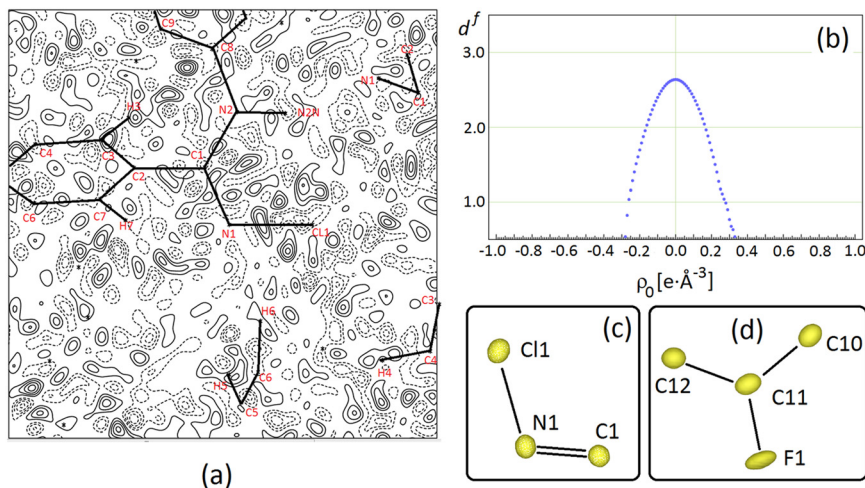 C9
C8
C2
N1
C1
H3
N2
N2N
C4
C3
C1
C2
C6
C7
H7
N1
CL1
H6
C3
C4
H4
H5
C6
C5
(a)
d^f
(b)
3.0
2.0
1.0
-1.0 -0.8 -0.6 -0.4 -0.2 0.0 0.2 0.4 0.6 0.8 1.0
ρ₀ [e·Å⁻³]
(c)
Cl1
N1
C1
(d)
C10
C12
C11
F1